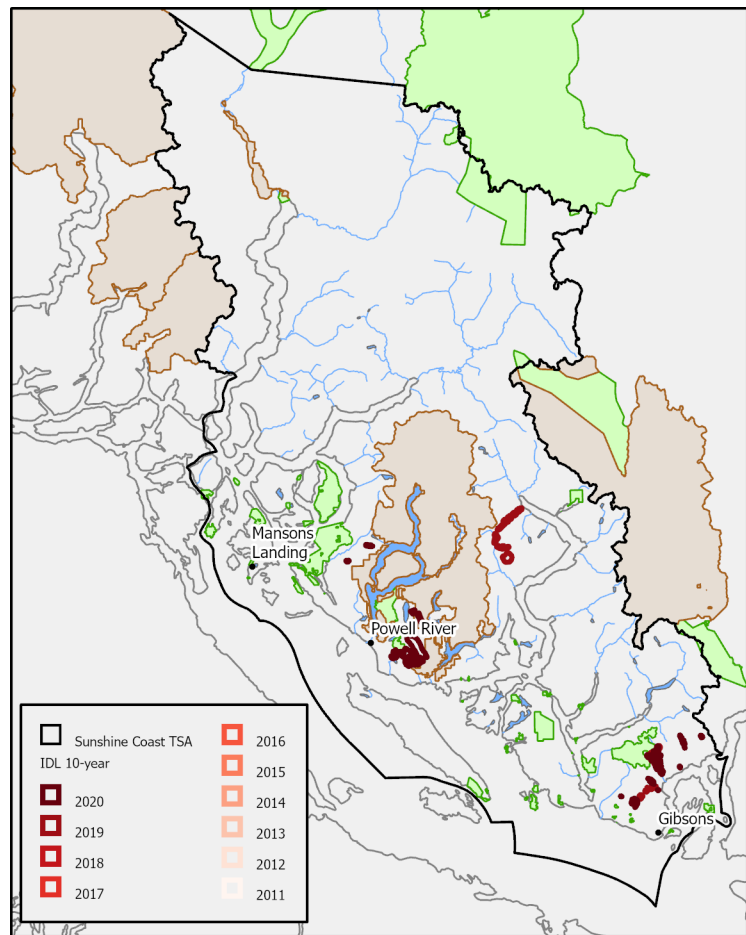 Mansons
Landing
Powell River
Gibsons
Sunshine Coast TSA
IDL 10-year
2020
2019
2018
2017
2016
2015
2014
2013
2012
2011